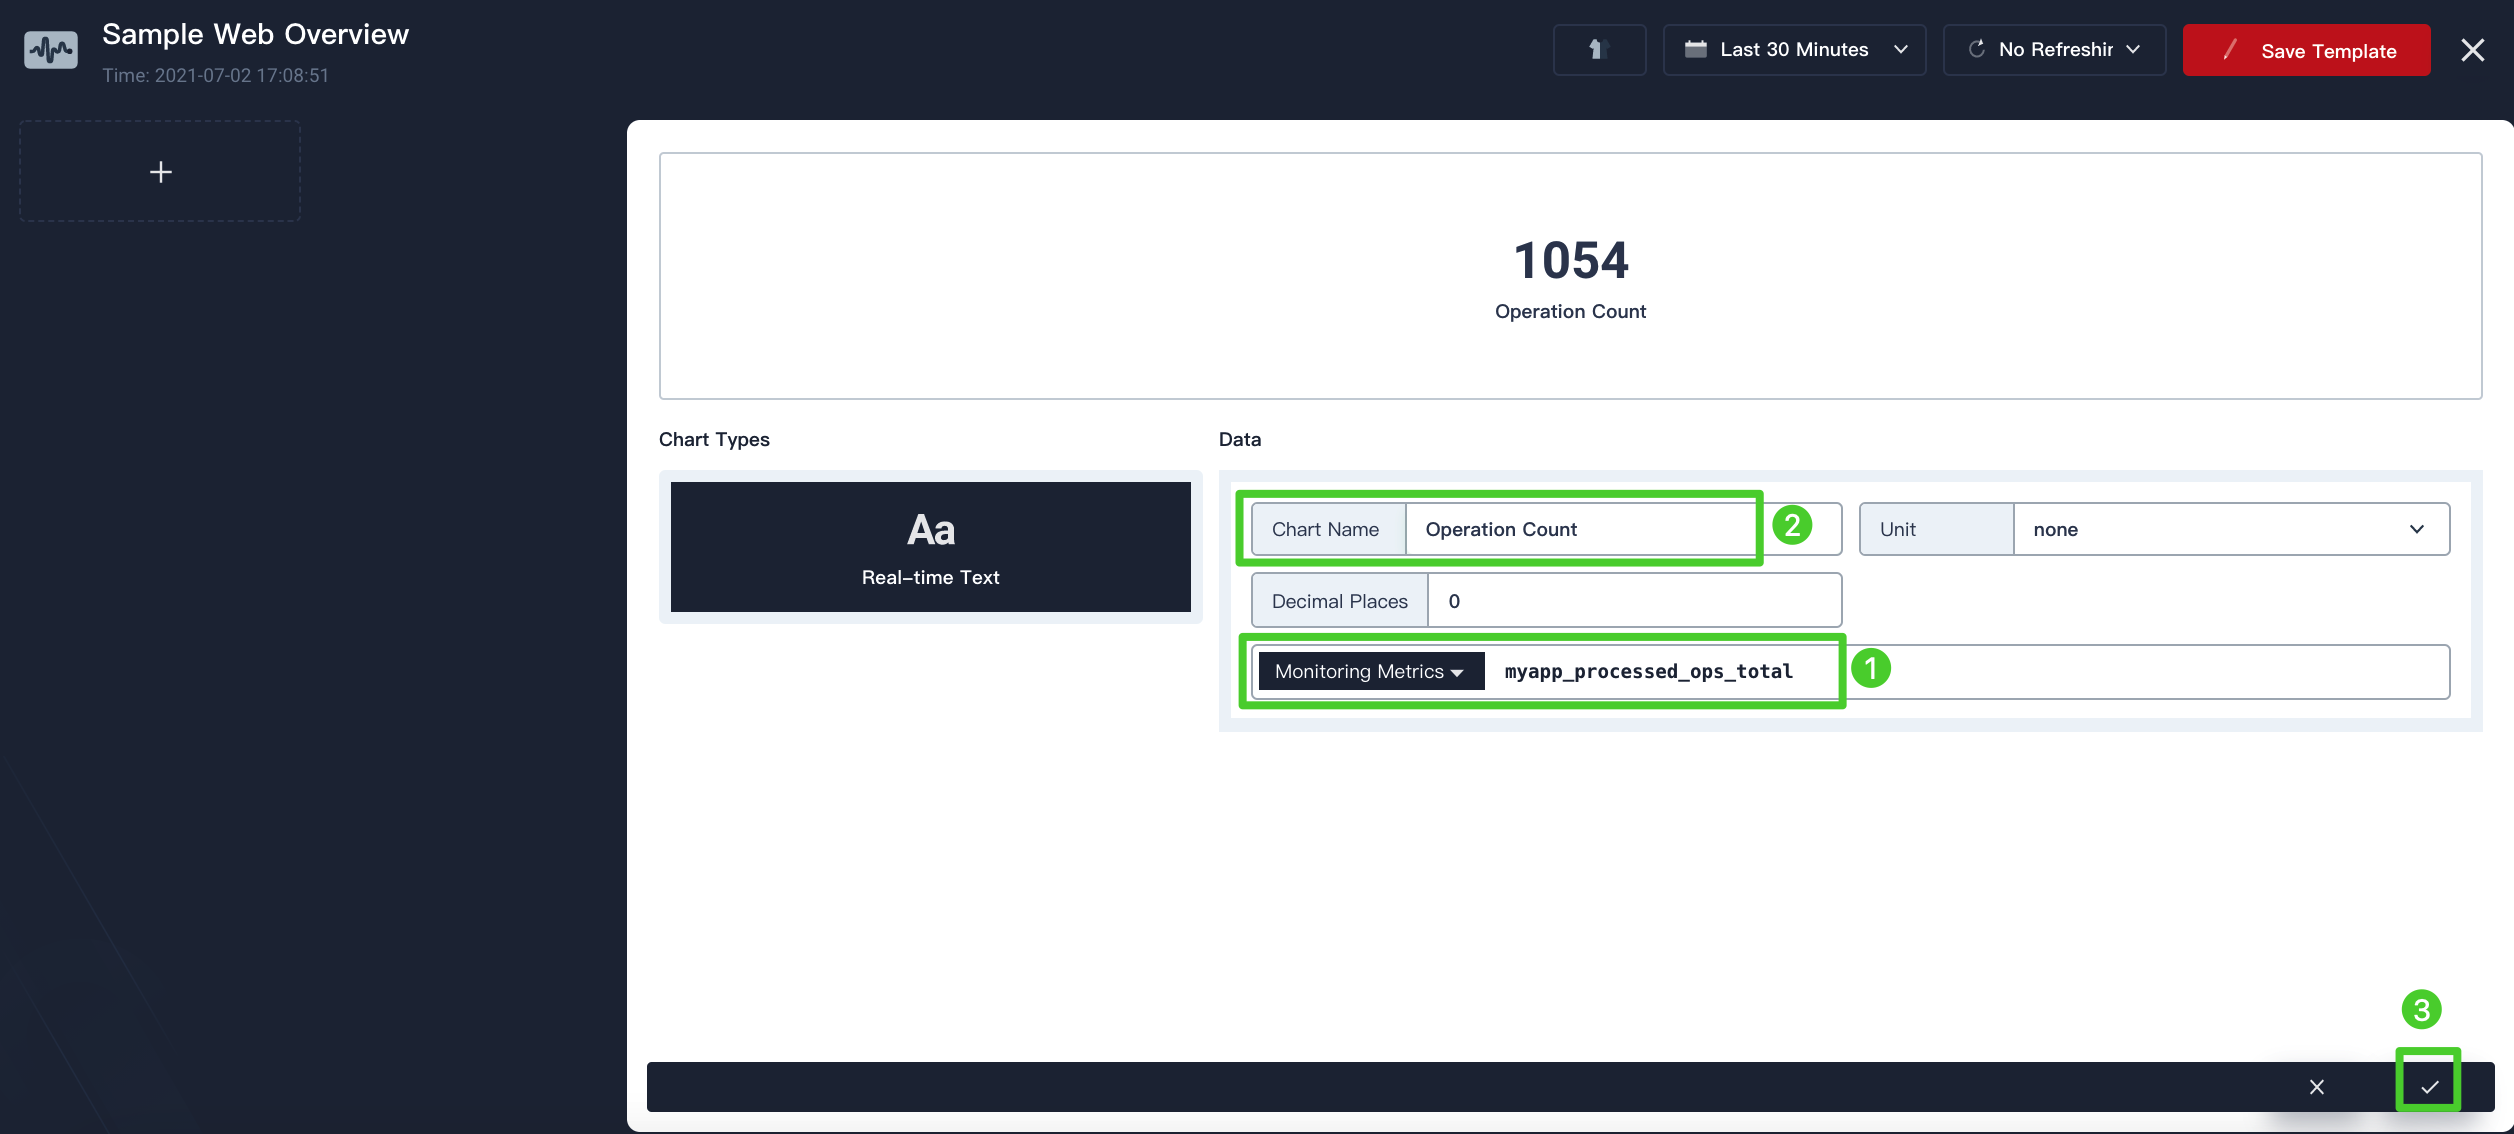 Sample Web Overview
Time: 2021-07-02 17:08:51
Last 30 Minutes
No Refreshir
Save Template
1054
Operation Count
Chart Types
Data
Aa
Real-time Text
Chart Name
Operation Count
2
Unit
none
Decimal Places
0
Monitoring Metrics
myapp_processed_ops_total
1
3